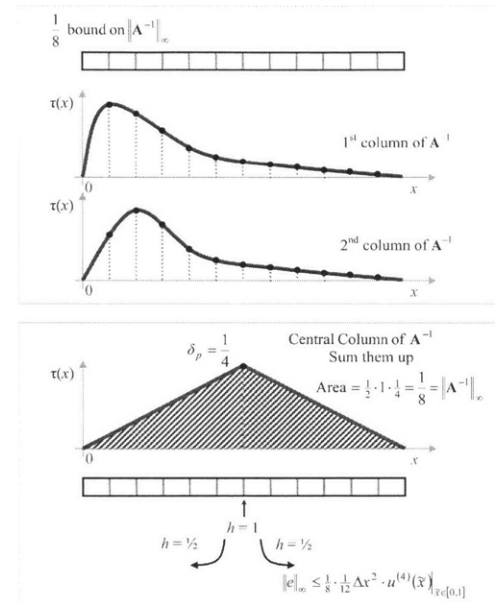 1/8 bound on ‖A⁻¹‖∞
τ(x)
1ˢᵗ column of A⁻¹
0
x
τ(x)
2ⁿᵈ column of A⁻¹
0
x
δₚ = 1/4
Central Column of A⁻¹
Sum them up
τ(x)
Area = ½ · 1 · ¼ = 1/8 = ‖A⁻¹‖∞
0
x
h = 1
h = ½
h = ½
‖e‖∞ ≤ ⅛ · 1/12 Δx² · u⁽⁴⁾(x̃)|x̃∈[0,1]